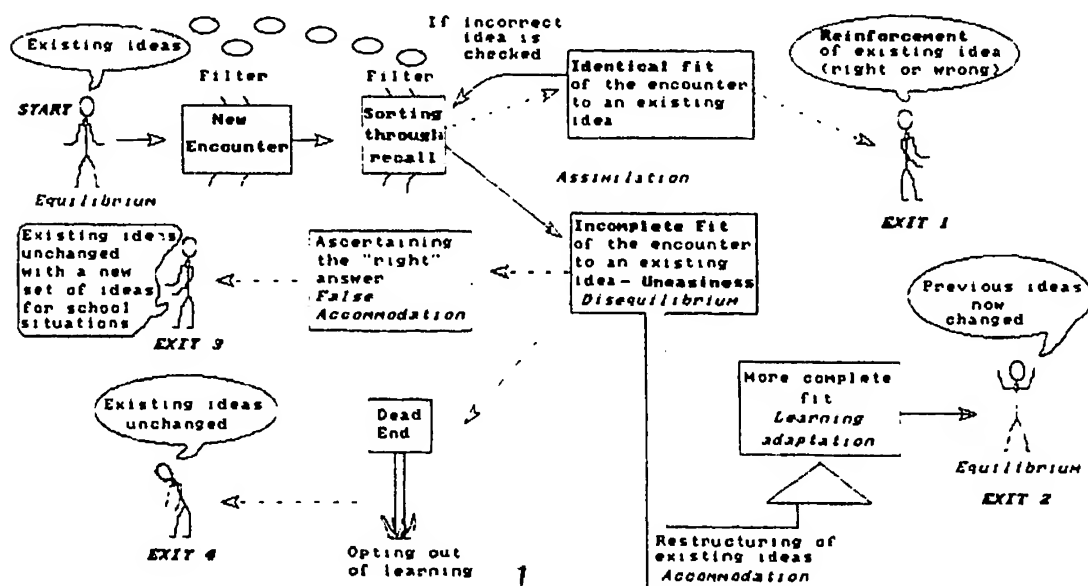 Existing ideas
START
Equilibrium
Filter
New
Encounter
Filter
Sorting
through
recall
If incorrect
idea is
checked
Identical fit
of the encounter
to an existing
idea
Reinforcement
of existing idea
(right or wrong)
EXIT 1
Assimilation
Incomplete Fit
of the encounter
to an existing
idea- Uneasiness
Disequilibrium
Ascertaining
the "right"
answer
False
Accommodation
Existing ideas
unchanged
with a new
set of ideas
for school
situations
EXIT 3
Previous ideas
now
changed
More complete
fit
Learning
adaptation
Equilibrium
EXIT 2
Existing ideas
unchanged
EXIT 4
Dead
End
Opting out
of learning
1
Restructuring of
existing ideas
Accommodation